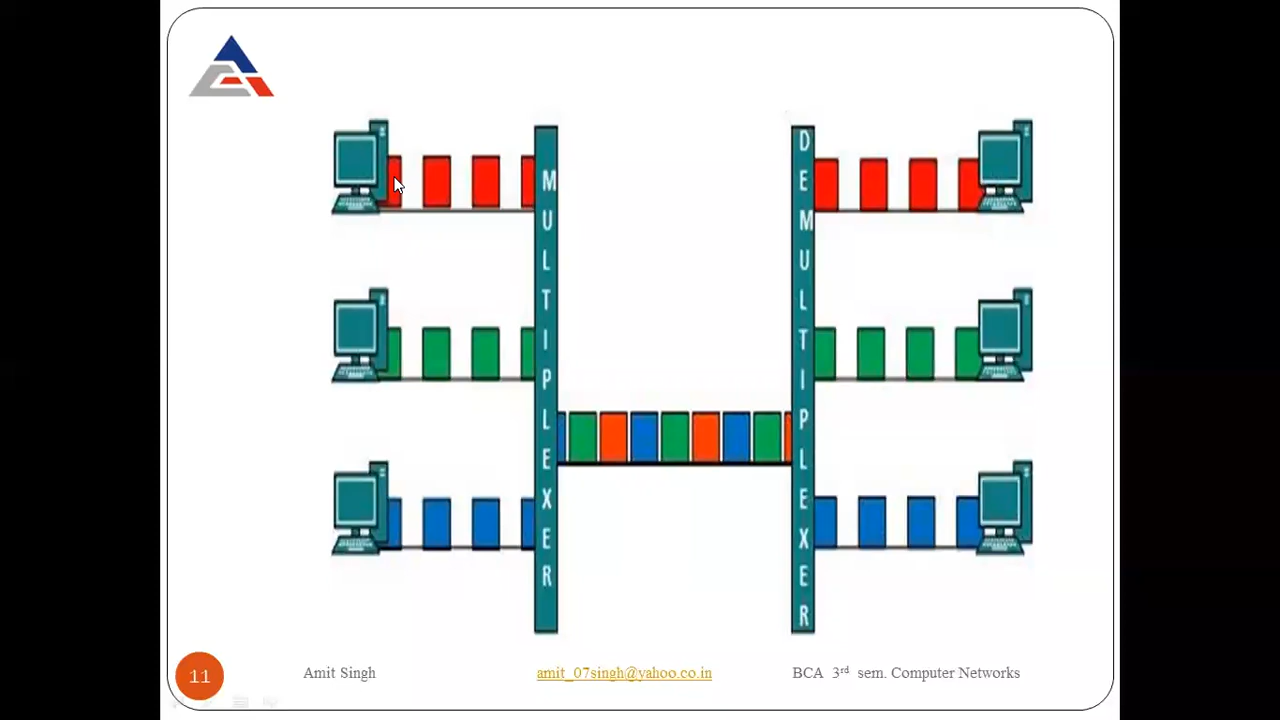 MULTIPLEXER
DEMULTIPLEXER
11
Amit Singh
amit_07singh@yahoo.co.in
BCA 3rd sem. Computer Networks